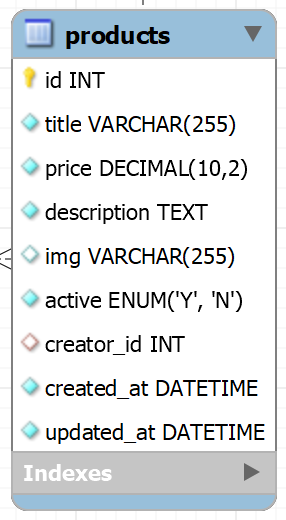 products
id INT
title VARCHAR(255)
price DECIMAL(10,2)
description TEXT
img VARCHAR(255)
active ENUM('Y', 'N')
creator_id INT
created_at DATETIME
updated_at DATETIME
Indexes